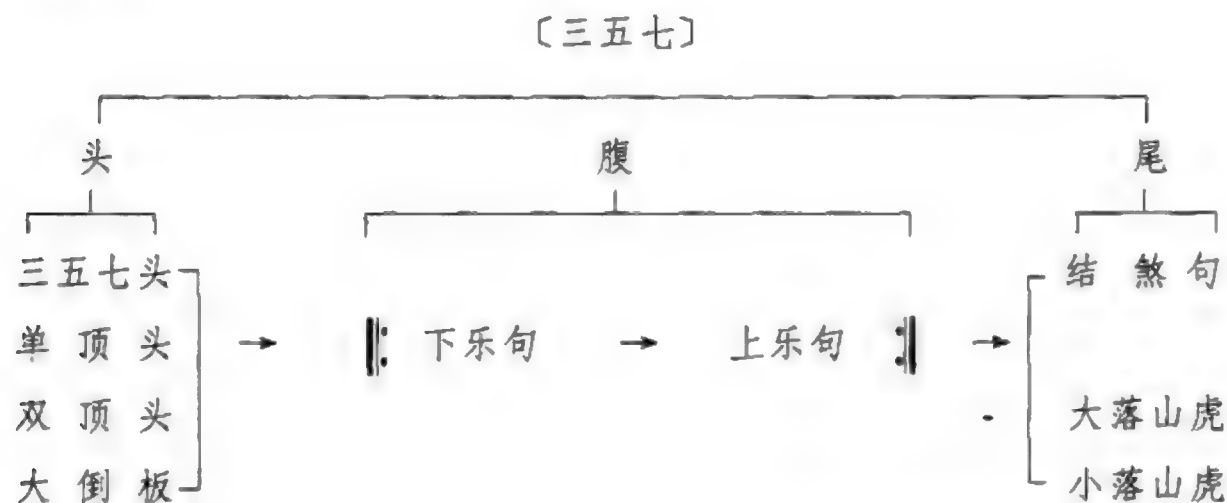 〔三五七〕
头 腹 尾
三五七头 结煞句
单顶头 下乐句 上乐句
双顶头 大落山虎
大倒板 小落山虎